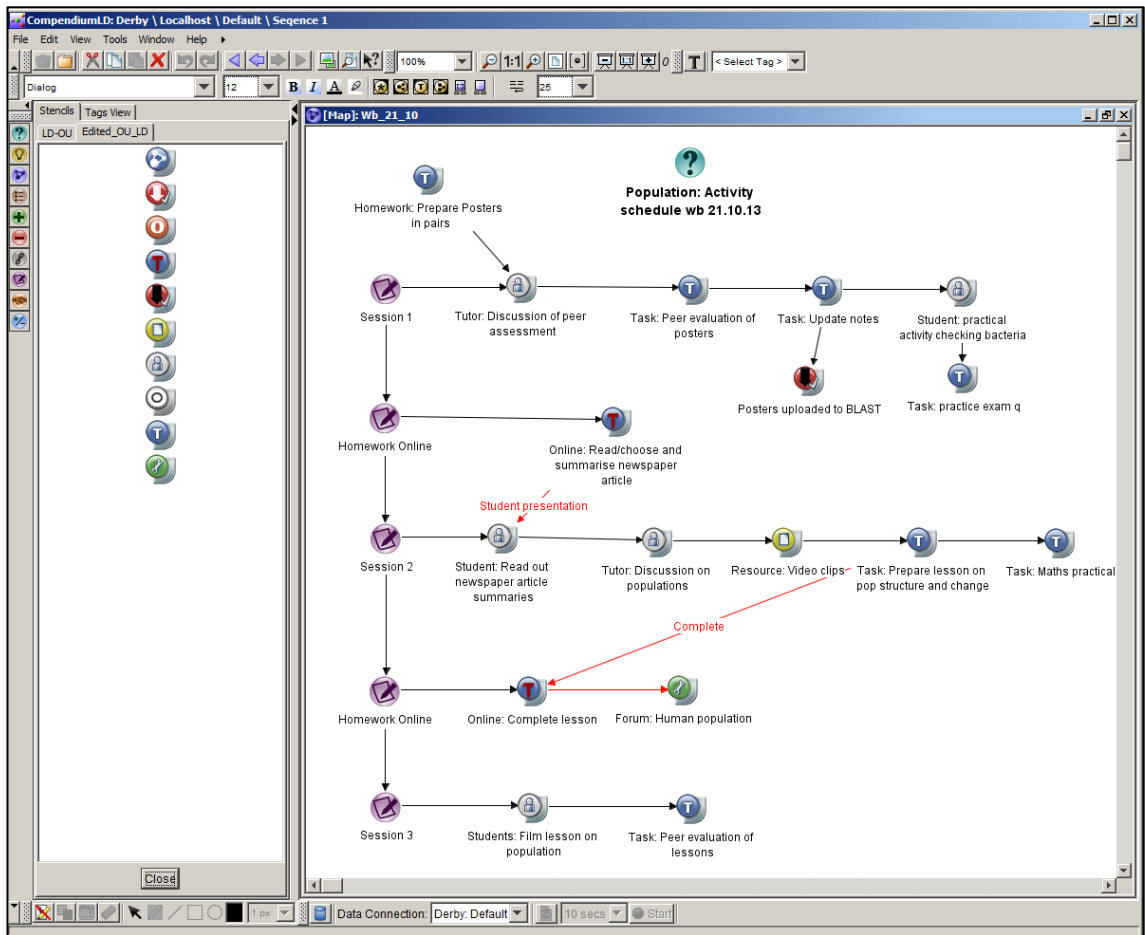 CompendiumLD: Derby \ Localhost \ Default \ Seqence 1
File Edit View Tools Window Help
100%
1:1
1:1
0
T
< Select Tag >
Dialog
12
B I A
25
Stencils Tags View
LD-OU Edited_OU_LD
[Map]: Wb_21_10
Population: Activity
schedule wb 21.10.13
Homework: Prepare Posters
in pairs
Session 1
Tutor: Discussion of peer
assessment
Task: Peer evaluation of
posters
Task: Update notes
Student: practical
activity checking bacteria
Posters uploaded to BLAST
Task: practice exam q
Homework Online
Online: Read/choose and
summarise newspaper
article
Student presentation
Session 2
Student: Read out
newspaper article
summaries
Tutor: Discussion on
populations
Resource: Video clips
Task: Prepare lesson on
pop structure and change
Task: Maths practical
Complete
Homework Online
Online: Complete lesson
Forum: Human population
Session 3
Students: Film lesson on
population
Task: Peer evaluation of
lessons
Close
1 px
Data Connection: Derby: Default
10 secs
Start